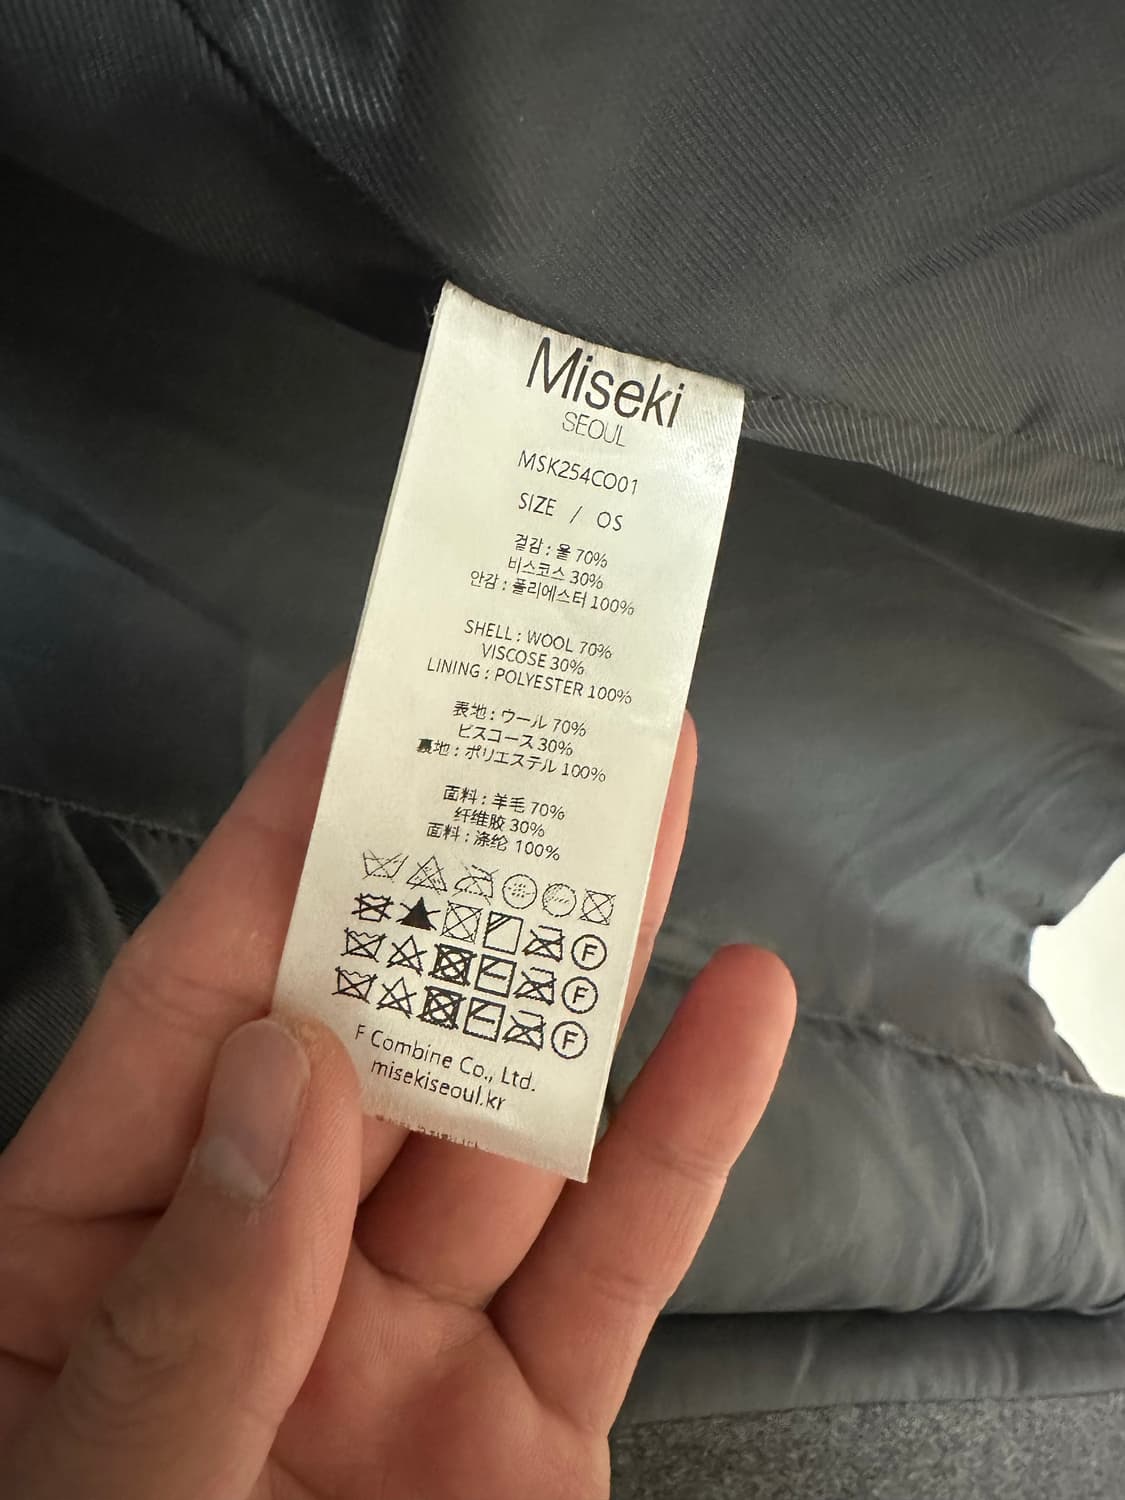 Miseki
SEOUL
MSK254CO01
SIZE / OS
겉감 : 울 70%
비스코스 30%
안감 : 폴리에스터 100%
SHELL : WOOL 70%
VISCOSE 30%
LINING : POLYESTER 100%
表地 : ウール 70%
ビスコース 30%
裏地 : ポリエステル 100%
面料 : 羊毛 70%
纤维胶 30%
面料 : 涤纶 100%
F
F
F
F Combine Co., Ltd.
misekiseoul.kr